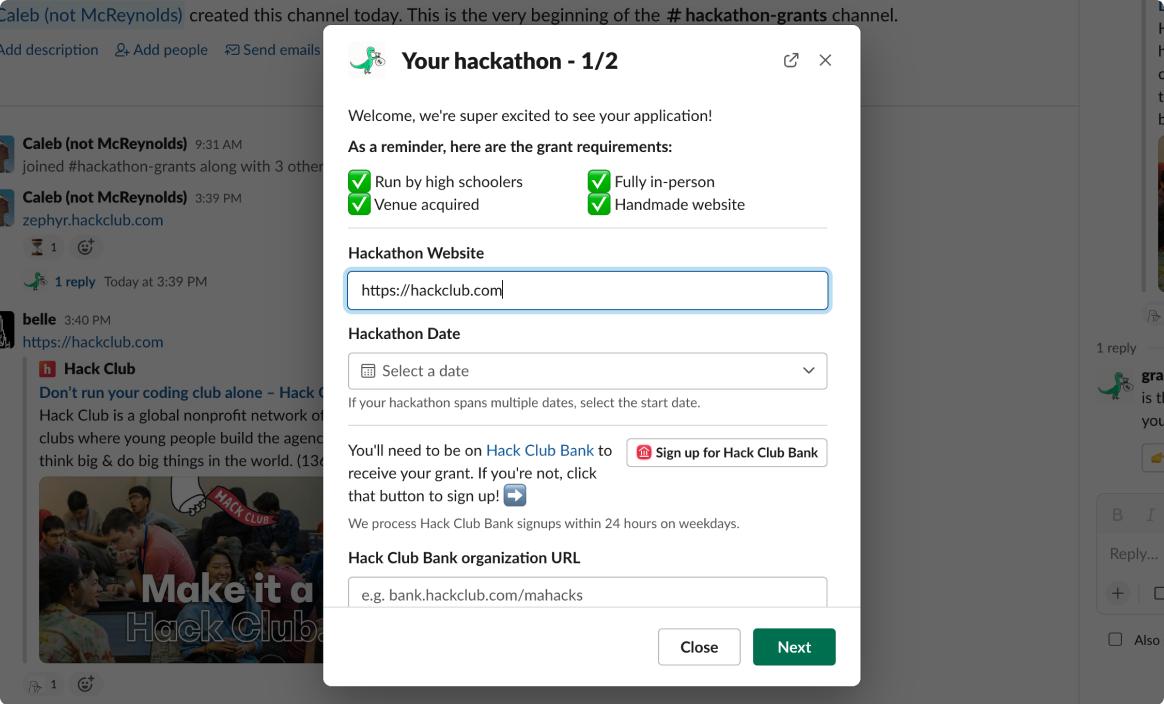 Caleb (not McReynolds) created this channel today. This is the very beginning of the # hackathon-grants channel.
Add description Add people Send emails
Caleb (not McReynolds) 9:31 AM
joined #hackathon-grants along with 3 other
Caleb (not McReynolds) 3:39 PM
zephyr.hackclub.com
1
1 reply Today at 3:39 PM
belle 3:40 PM
https://hackclub.com
h Hack Club
Don't run your coding club alone – Hack C
Hack Club is a global nonprofit network of
clubs where young people build the agenc
think big & do big things in the world. (136
HACK CLUB
Make it a
Hack Club.
1
Your hackathon - 1/2
Welcome, we're super excited to see your application!
As a reminder, here are the grant requirements:
Run by high schoolers Fully in-person
Venue acquired Handmade website
Hackathon Website
https://hackclub.com
Hackathon Date
Select a date
If your hackathon spans multiple dates, select the start date.
You'll need to be on Hack Club Bank to
receive your grant. If you're not, click
that button to sign up!
Sign up for Hack Club Bank
We process Hack Club Bank signups within 24 hours on weekdays.
Hack Club Bank organization URL
e.g. bank.hackclub.com/mahacks
Close Next
1 reply
gra
is th
you
B I
Reply...
Also